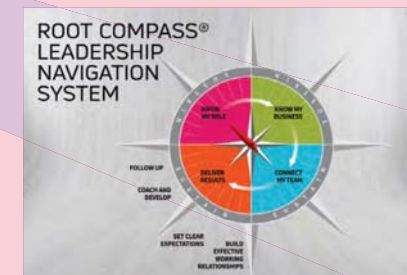 ROOT COMPASS®
LEADERSHIP
NAVIGATION
SYSTEM
KNOW
MY ROLE
KNOW MY
BUSINESS
DELIVER
RESULTS
CONNECT
MY TEAM
FOLLOW UP
COACH AND
DEVELOP
SET CLEAR
EXPECTATIONS
BUILD
EFFECTIVE
WORKING
RELATIONSHIPS